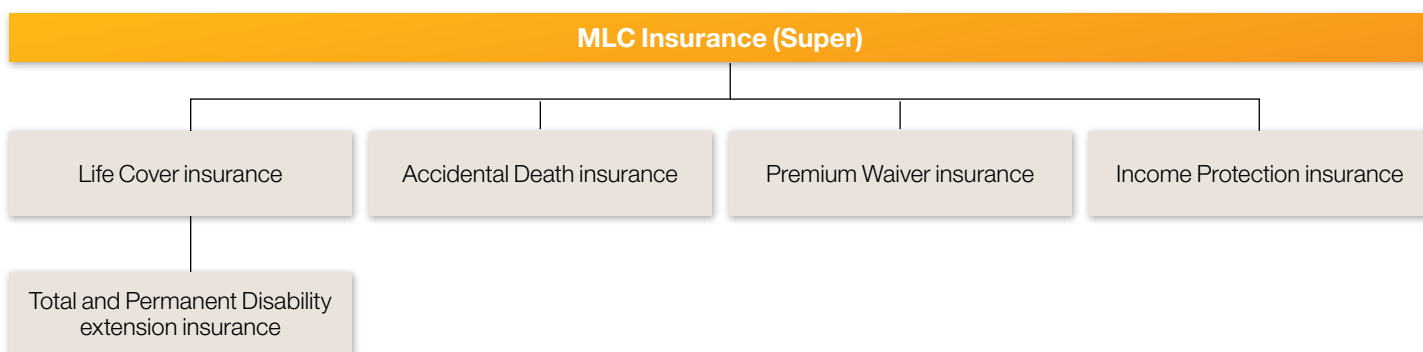 MLC Insurance (Super)
Life Cover insurance
Accidental Death insurance
Premium Waiver insurance
Income Protection insurance
Total and Permanent Disability
extension insurance